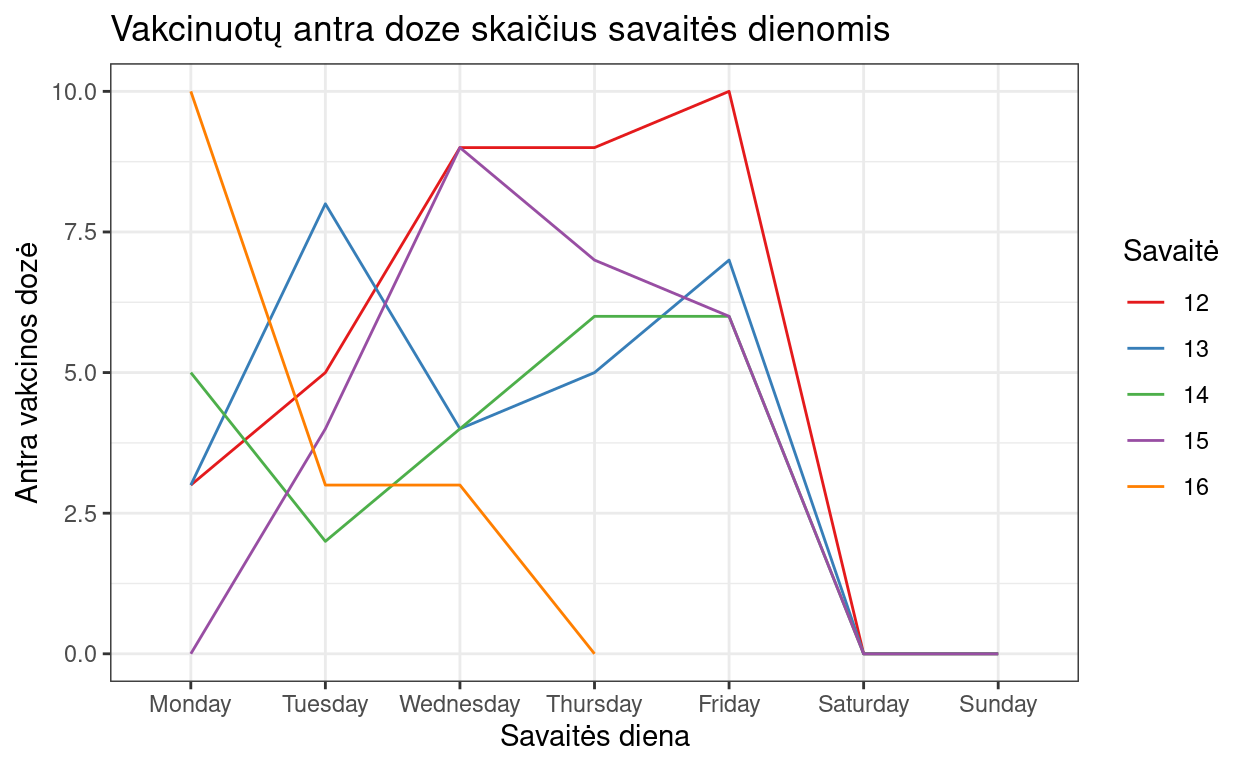 Vakcinuotų antra doze skaičius savaitės dienomis
10.0
7.5
5.0
2.5
0.0
Antra vakcinos dozė
Monday Tuesday Wednesday Thursday Friday Saturday Sunday
Savaitės diena
Savaitė
12
13
14
15
16